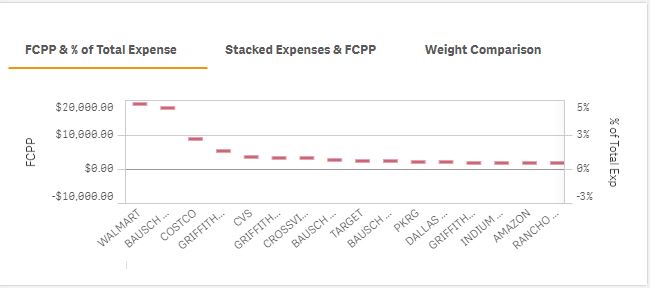 FCPP & % of Total Expense
Stacked Expenses & FCPP
Weight Comparison
$20,000.00
$10,000.00
$0.00
-$10,000.00
FCPP
5%
3%
0%
-3%
% of Total Exp
WALMART
BAUSCH ...
COSTCO
GRIFFITH...
CVS
GRIFFITH...
CROSSVI...
BAUSCH ...
TARGET
BAUSCH ...
PKRG
DALLAS ...
GRIFFITH...
INDIUM ...
AMAZON
RANCHO ...